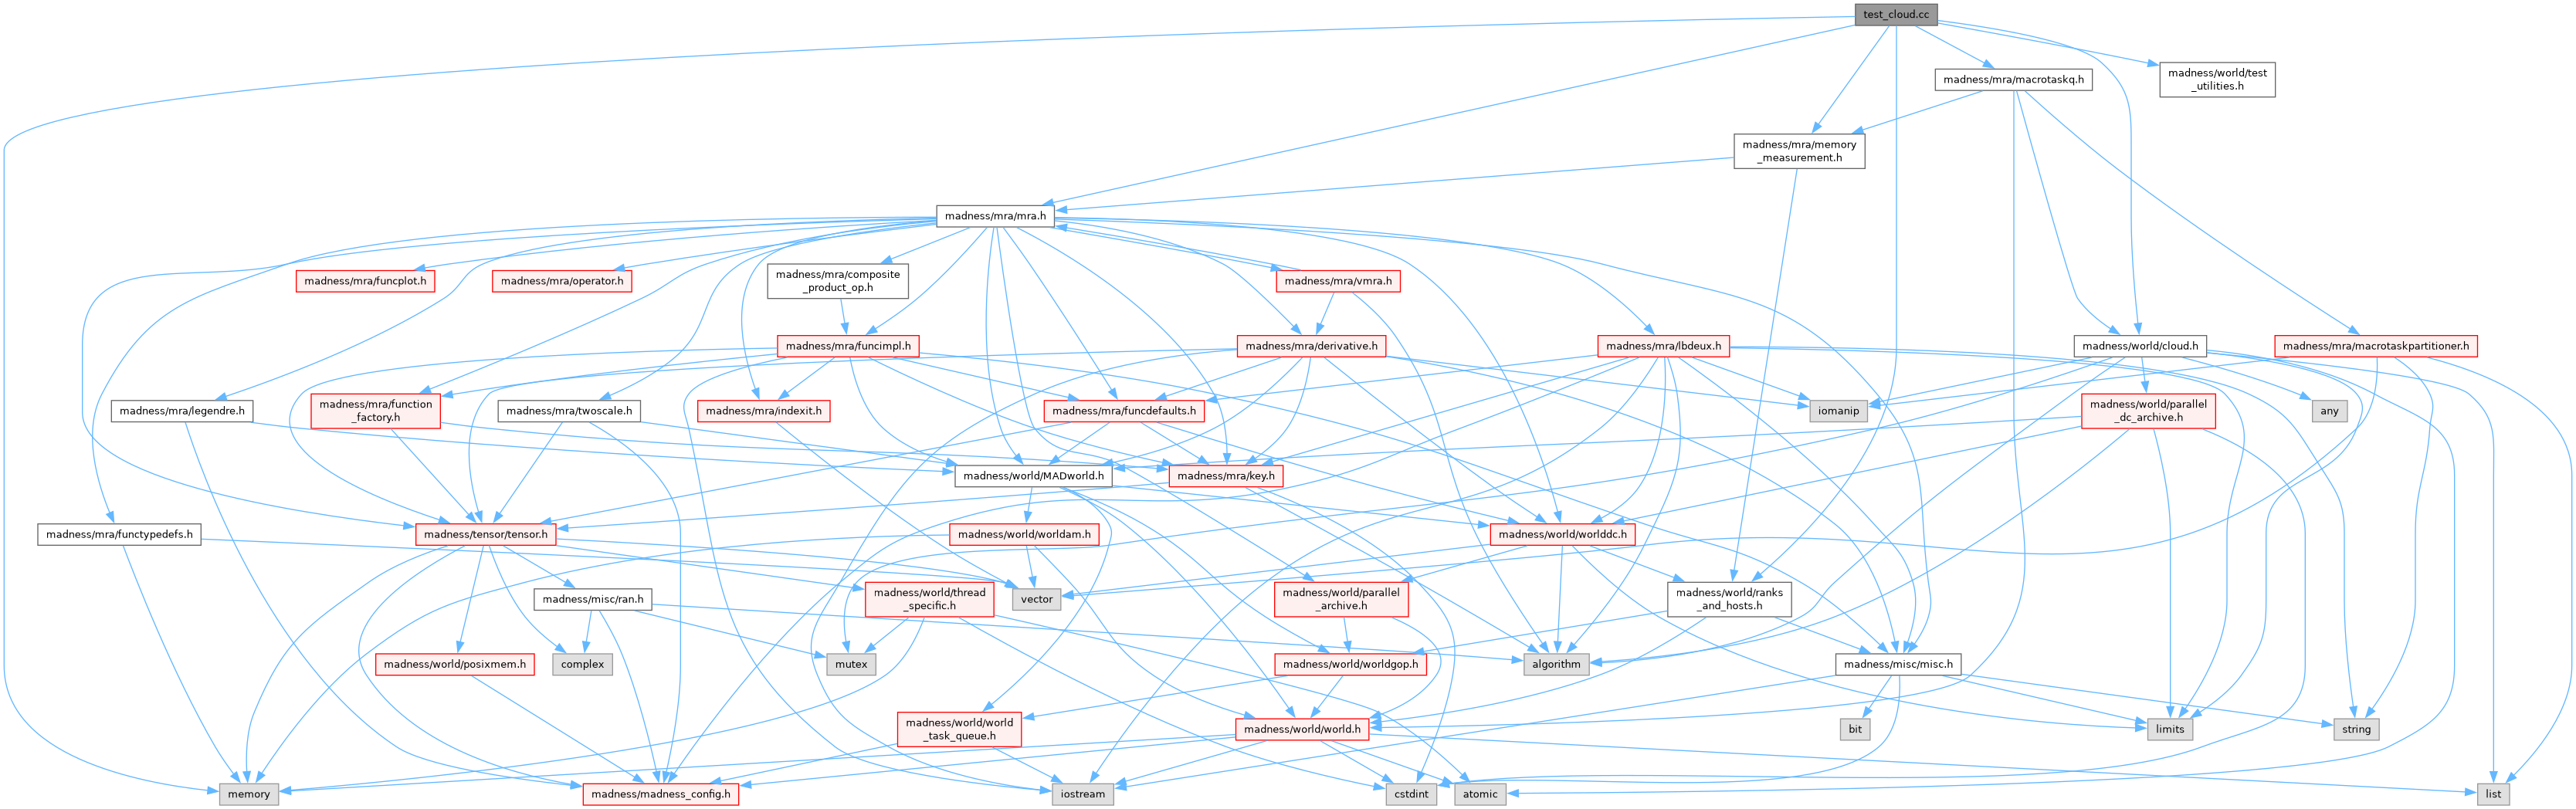 test_cloud.cc
madness/mra/macrotaskq.h
madness/world/test
_utilities.h
madness/mra/memory
_measurement.h
madness/mra/mra.h
madness/mra/funcplot.h
madness/mra/operator.h
madness/mra/composite
_product_op.h
madness/mra/vmra.h
madness/mra/funcimpl.h
madness/mra/derivative.h
madness/mra/lbdeux.h
madness/world/cloud.h
madness/mra/macrotaskpartitioner.h
madness/mra/legendre.h
madness/mra/function
_factory.h
madness/mra/twoscale.h
madness/mra/indexit.h
madness/mra/funcdefaults.h
iomanip
madness/world/parallel
_dc_archive.h
any
madness/world/MADworld.h
madness/mra/key.h
madness/mra/functypedefs.h
madness/tensor/tensor.h
madness/world/worldam.h
madness/world/worlddc.h
madness/misc/ran.h
madness/world/thread
_specific.h
vector
madness/world/parallel
_archive.h
madness/world/ranks
_and_hosts.h
madness/world/posixmem.h
complex
mutex
madness/world/worldgop.h
algorithm
madness/misc/misc.h
madness/world/world
_task_queue.h
madness/world/world.h
bit
limits
string
memory
madness/madness_config.h
iostream
cstdint
atomic
list